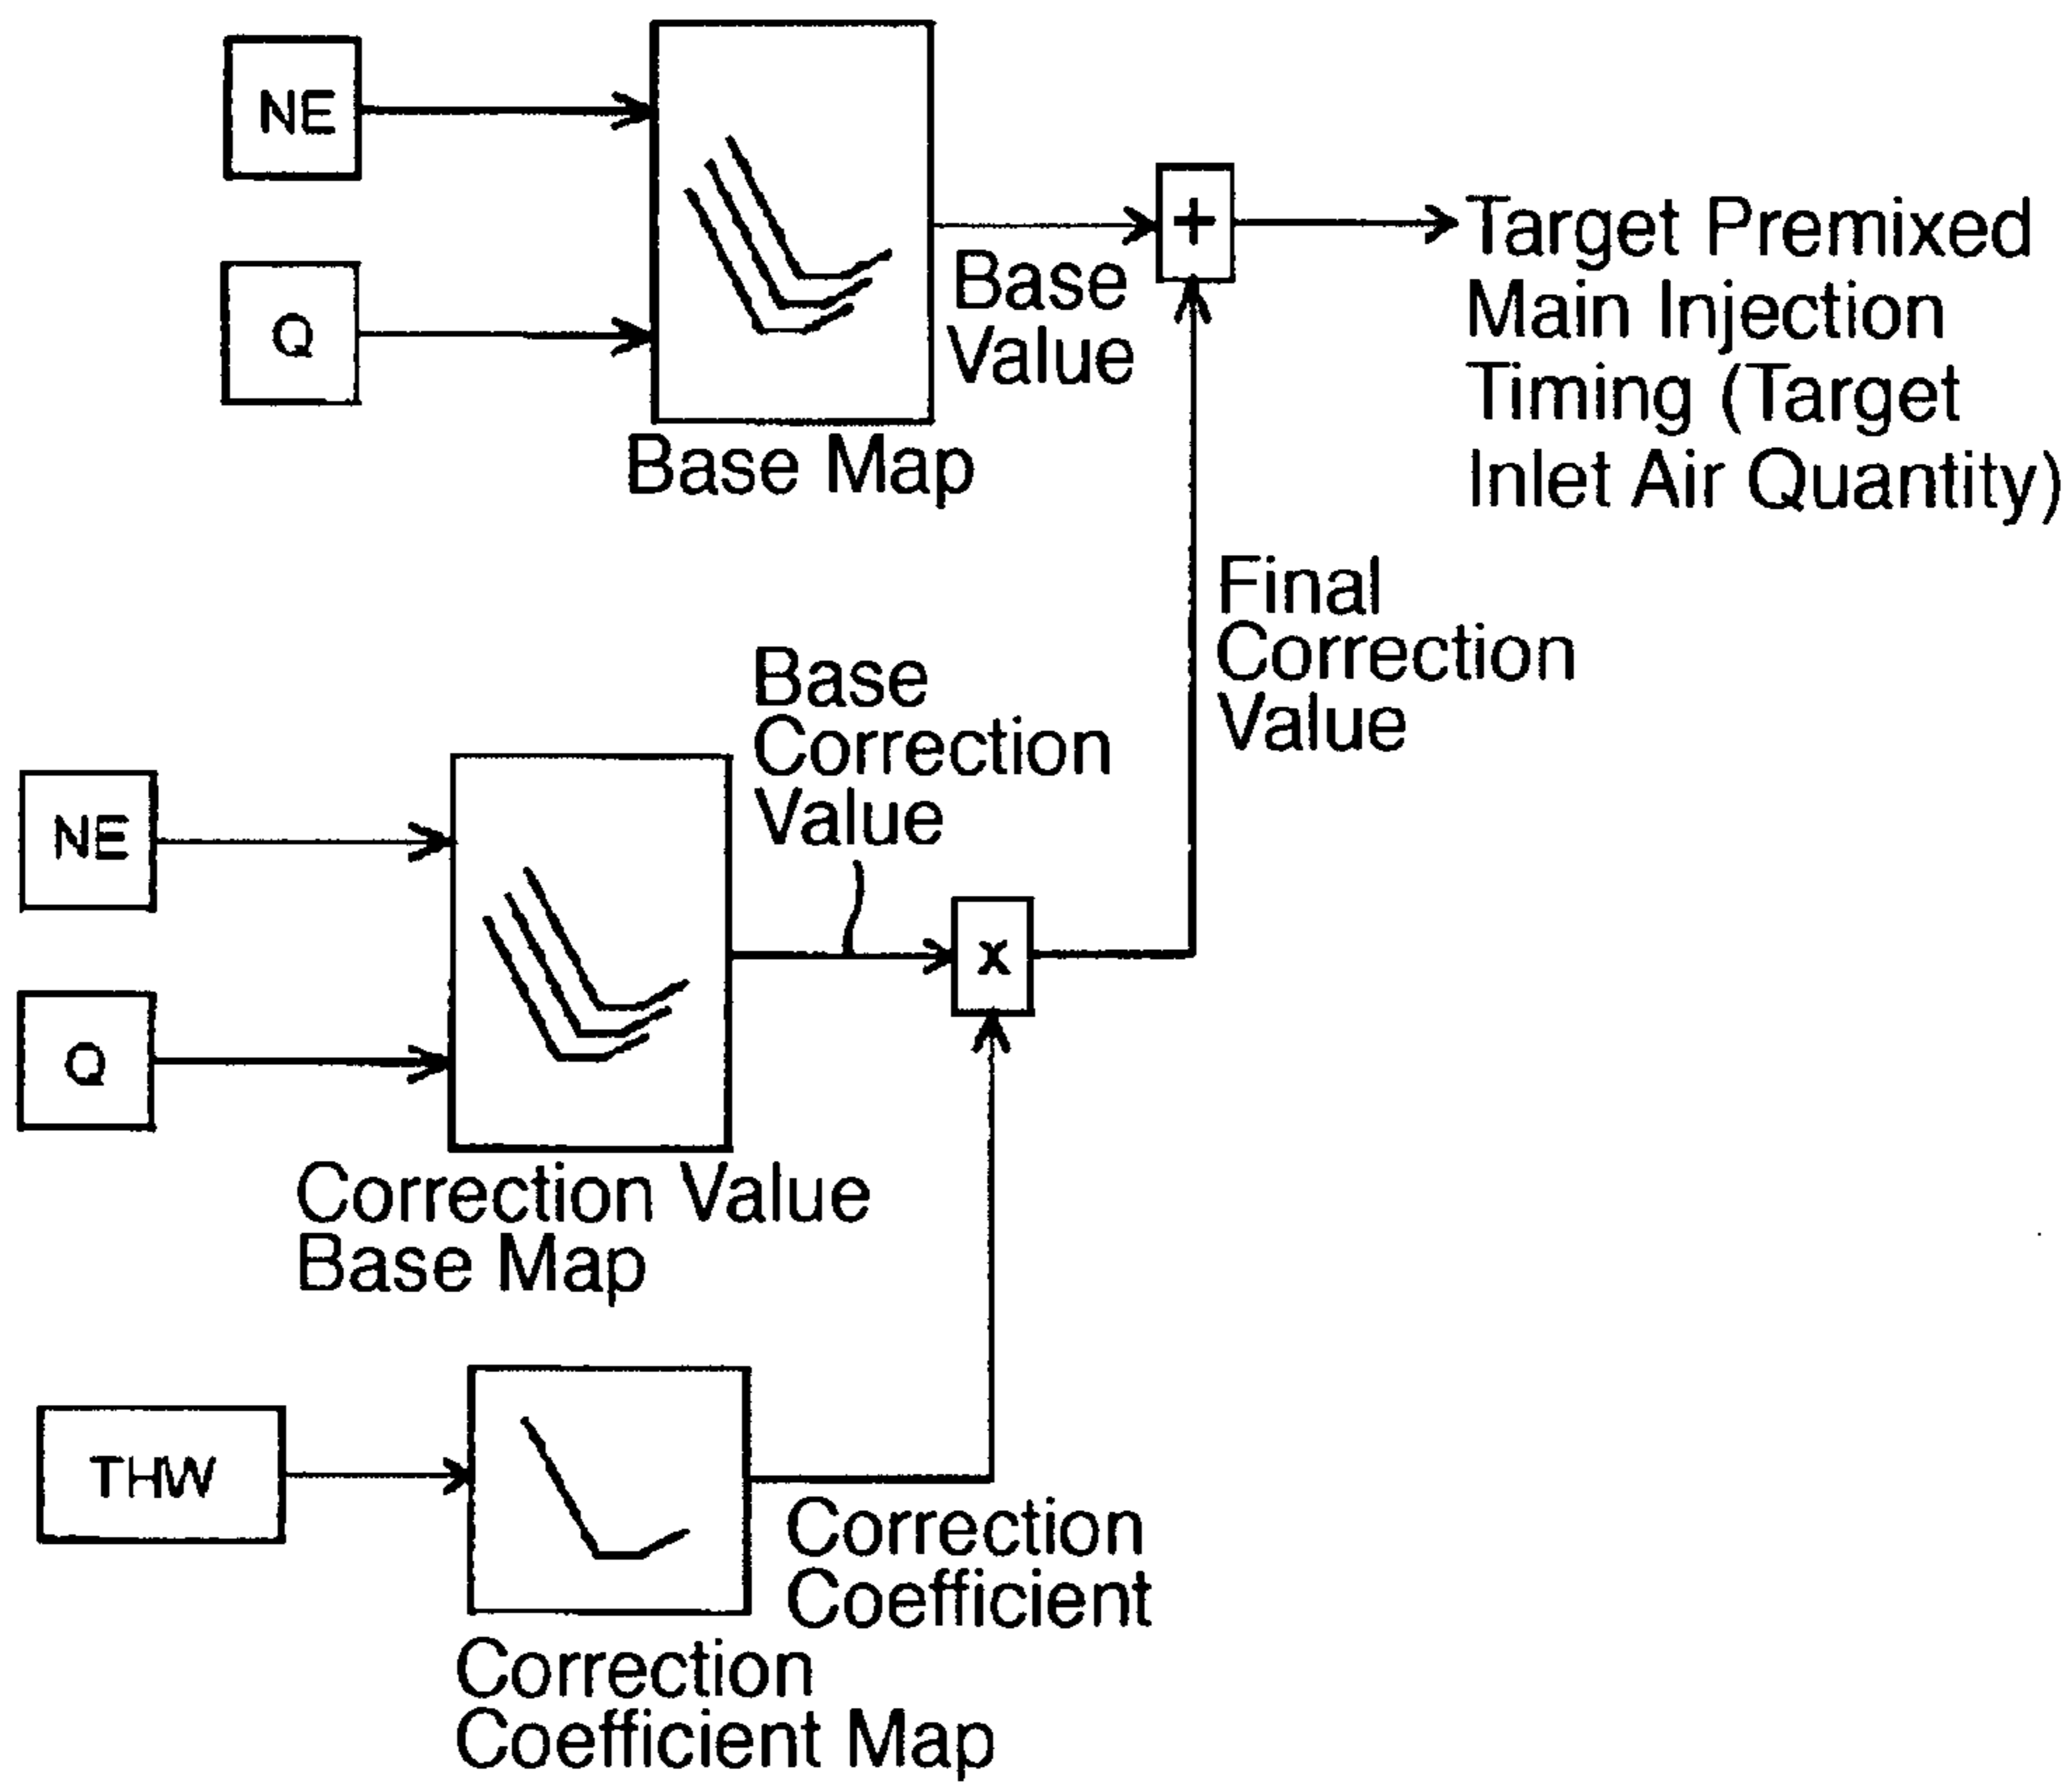 NE
Q
Base Map
Base
Value
+
Target Premixed
Main Injection
Timing (Target
Inlet Air Quantity)
Final
Correction
Value
NE
Q
Correction Value
Base Map
Base
Correction
Value
x
THW
Correction
Coefficient Map
Correction
Coefficient